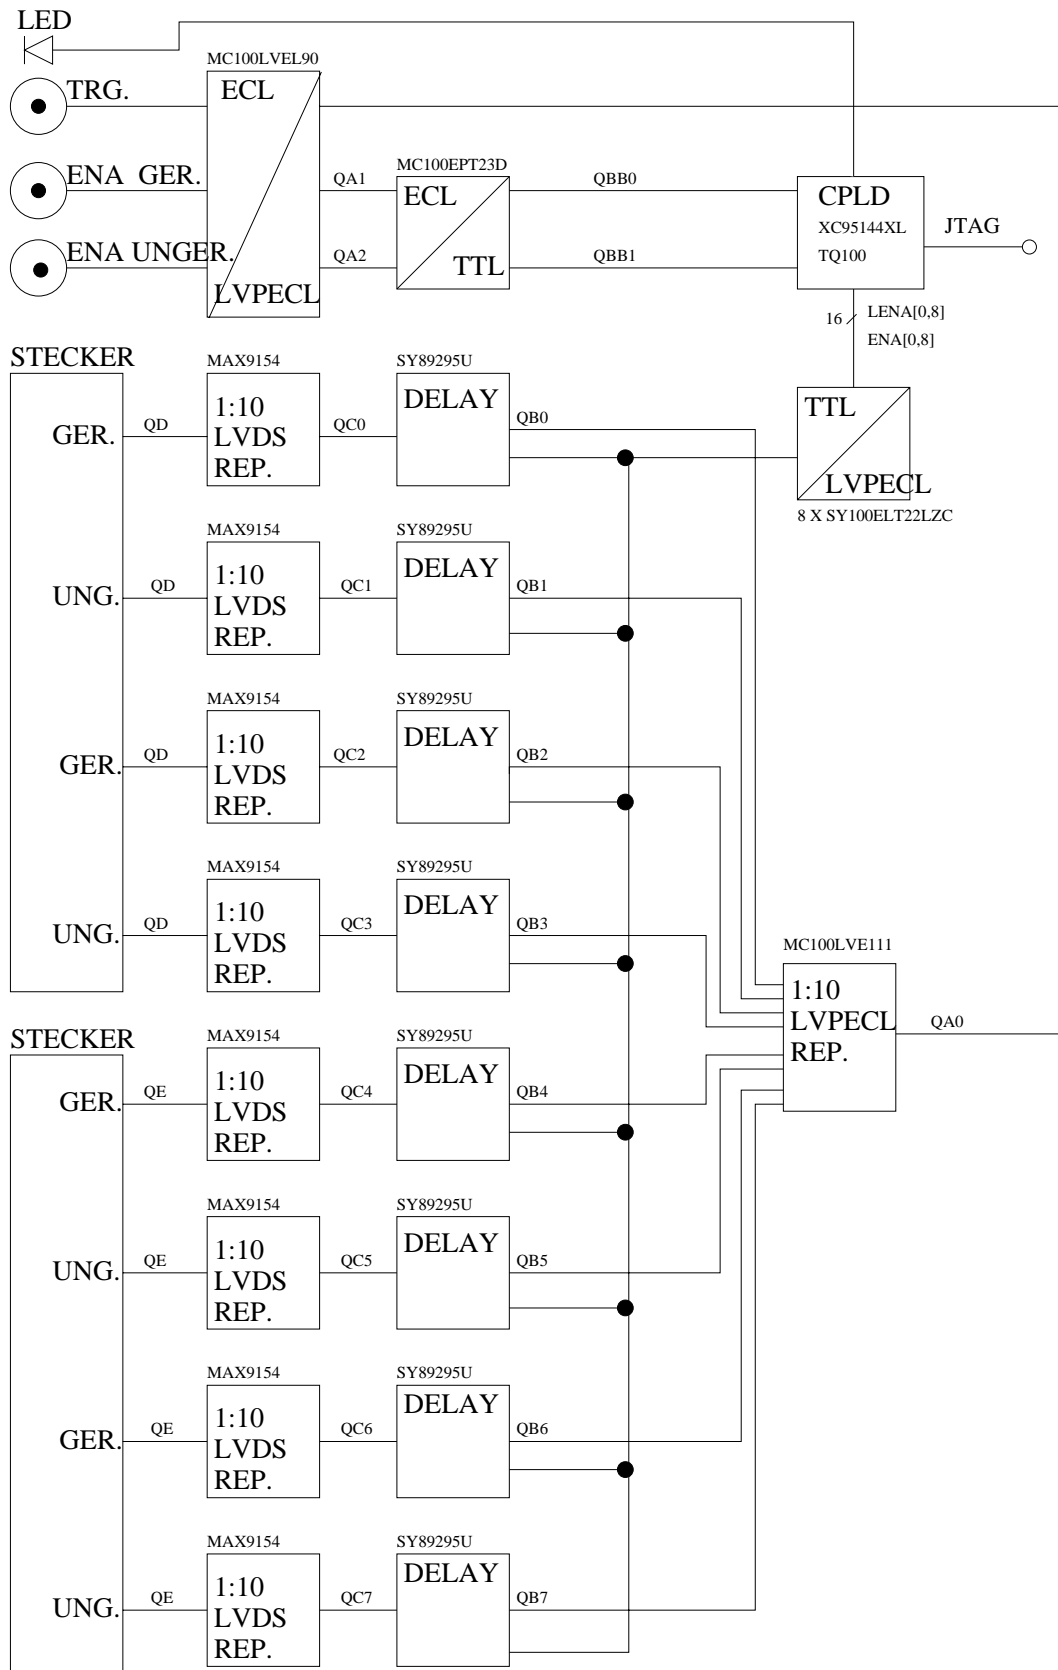 LED
MC100LVEL90
TRG.
ECL
ENA GER.
QA1
MC100EPT23D
ECL
QBB0
CPLD
XC95144XL
TQ100
JTAG
ENA UNGER.
QA2
TTL
QBB1
LVPECL
16
LENA[0,8]
ENA[0,8]
STECKER
MAX9154
SY89295U
GER.
QD
1:10
LVDS
REP.
QC0
DELAY
QB0
TTL
LVPECL
8 X SY100ELT22LZC
MAX9154
SY89295U
UNG.
QD
1:10
LVDS
REP.
QC1
DELAY
QB1
MAX9154
SY89295U
GER.
QD
1:10
LVDS
REP.
QC2
DELAY
QB2
MAX9154
SY89295U
UNG.
QD
1:10
LVDS
REP.
QC3
DELAY
QB3
MC100LVE111
1:10
LVPECL
REP.
QA0
STECKER
MAX9154
SY89295U
GER.
QE
1:10
LVDS
REP.
QC4
DELAY
QB4
MAX9154
SY89295U
UNG.
QE
1:10
LVDS
REP.
QC5
DELAY
QB5
MAX9154
SY89295U
GER.
QE
1:10
LVDS
REP.
QC6
DELAY
QB6
MAX9154
SY89295U
UNG.
QE
1:10
LVDS
REP.
QC7
DELAY
QB7